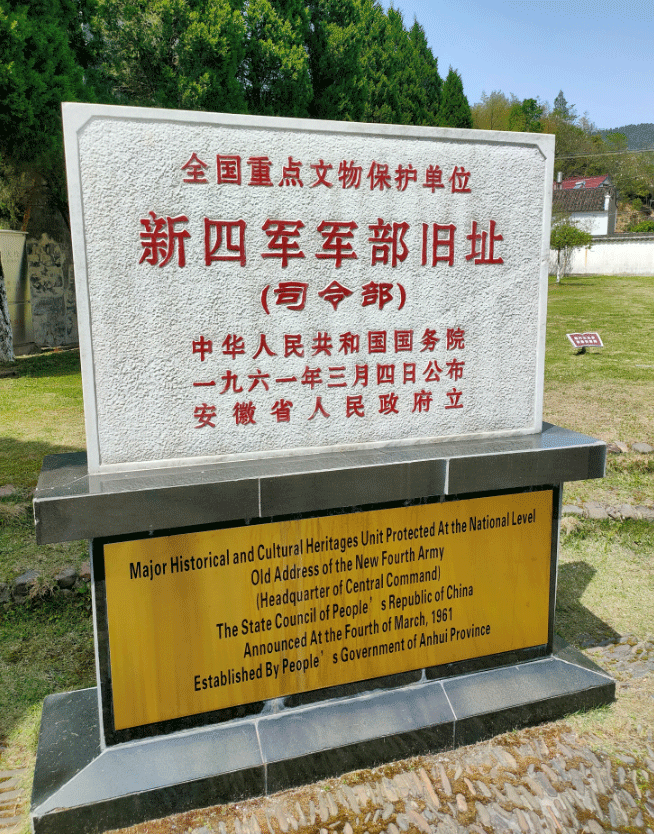 全国重点文物保护单位
新四军军部旧址
(司令部)
中华人民共和国国务院
一九六一年三月四日公布
安徽省人民政府立
Major Historical and Cultural Heritages Unit Protected At the National Level
Old Address of the New Fourth Army
(Headquarter of Central Command)
The State Council of People's Republic of China
Announced At the Fourth of March, 1961
Established By People's Government of Anhui Province